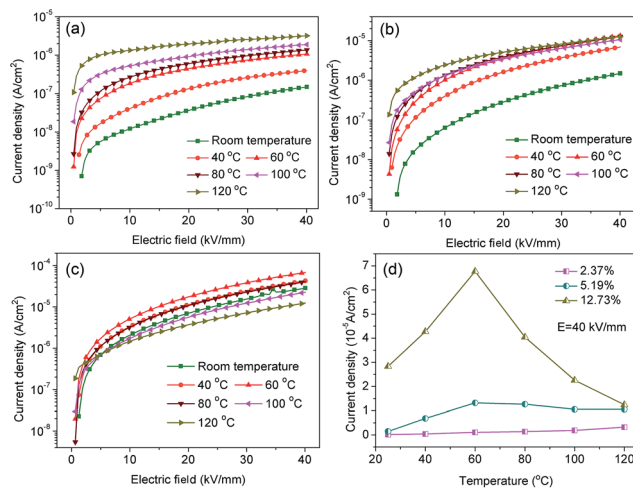 (a)
Current density (A/cm²)
10⁻⁵
10⁻⁶
10⁻⁷
10⁻⁸
10⁻⁹
10⁻¹⁰
Room temperature
40 °C 60 °C
80 °C 100 °C
120 °C
0 10 20 30 40
Electric field (kV/mm)
(b)
Current density (A/cm²)
10⁻⁵
10⁻⁶
10⁻⁷
10⁻⁸
10⁻⁹
Room temperature
40 °C 60 °C
80 °C 100 °C
120 °C
0 10 20 30 40
Electric field (kV/mm)
(c)
Current density (A/cm²)
10⁻⁴
10⁻⁵
10⁻⁶
10⁻⁷
10⁻⁸
Room temperature
40 °C 60 °C
80 °C 100 °C
120 °C
0 10 20 30 40
Electric field (kV/mm)
(d)
Current density (10⁻⁵A/cm²)
7
6
5
4
3
2
1
0
2.37%
5.19%
12.73%
E=40 kV/mm
20 40 60 80 100 120
Temperature (°C)